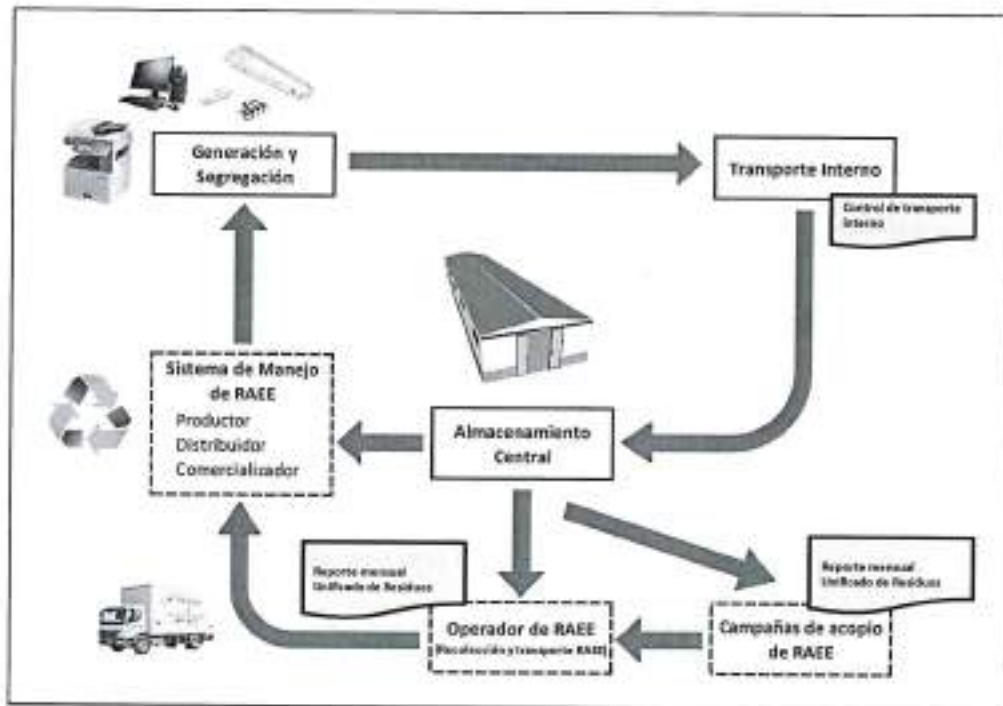 Generación y
Segregación
Transporte Interno
Control de transporte
interno
Sistema de Manejo
de RAEE
Productor
Distribuidor
Comercializador
Almacenamiento
Central
Reporte mensual
Unificado de Residuos
Reporte mensual
Unificado de Residuos
Operador de RAEE
(Recolección y transporte RAEE)
Campañas de acopio
de RAEE